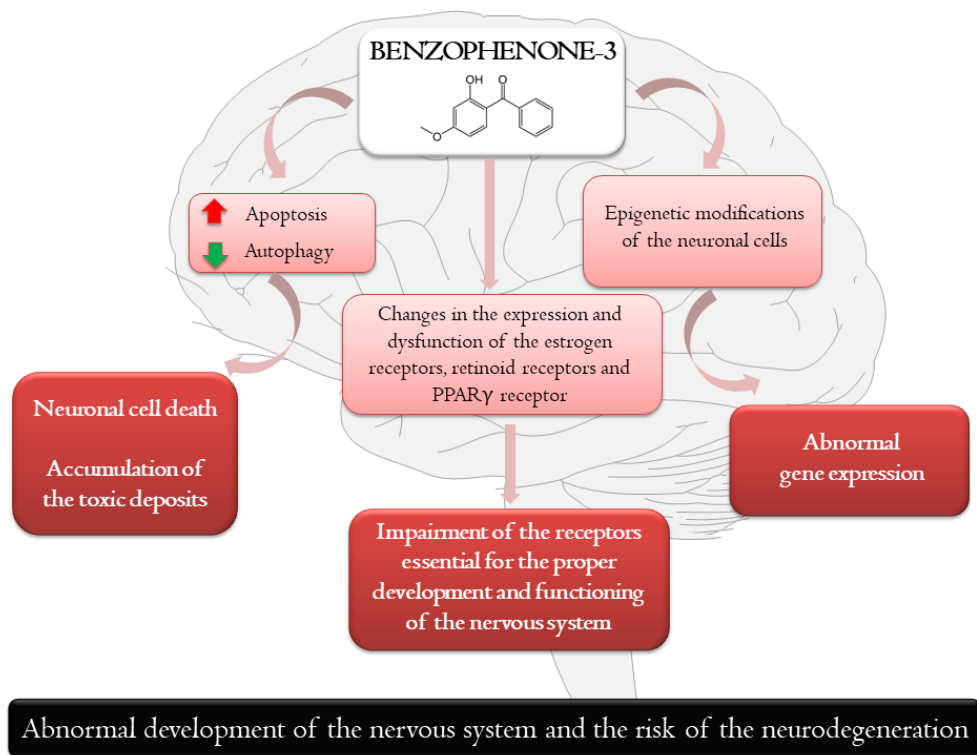 BENZOPHENONE-3
OH
O
O
Apoptosis
Autophagy
Epigenetic modifications
of the neuronal cells
Changes in the expression and
dysfunction of the estrogen
receptors, retinoid receptors and
PPARγ receptor
Neuronal cell death
Accumulation of
the toxic deposits
Abnormal
gene expression
Impairment of the receptors
essential for the proper
development and functioning
of the nervous system
Abnormal development of the nervous system and the risk of the neurodegeneration